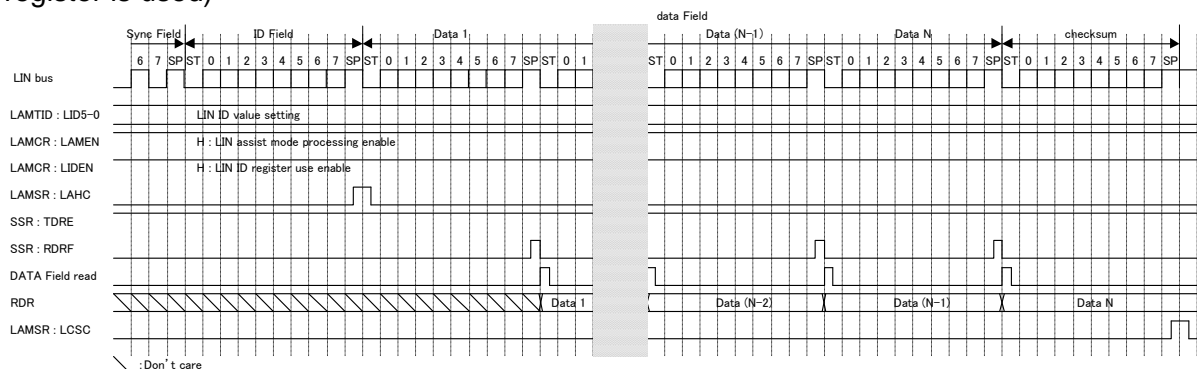 register is used)
data Field
Sync Field ID Field Data 1 Data (N-1) Data N checksum
6 7 SP ST 0 1 2 3 4 5 6 7 SP ST 0 1 2 3 4 5 6 7 SP ST 0 1 ST 0 1 2 3 4 5 6 7 SP ST 0 1 2 3 4 5 6 7 SP ST 0 1 2 3 4 5 6 7 SP
LIN bus
LAMTID : LID5-0 LIN ID value setting
LAMCR : LAMEN H : LIN assist mode processing enable
LAMCR : LIDEN H : LIN ID register use enable
LAMSR : LAHC
SSR : TDRE
SSR : RDRF
DATA Field read
RDR Data 1 Data (N-2) Data (N-1) Data N
LAMSR : LCSC
:Don't care